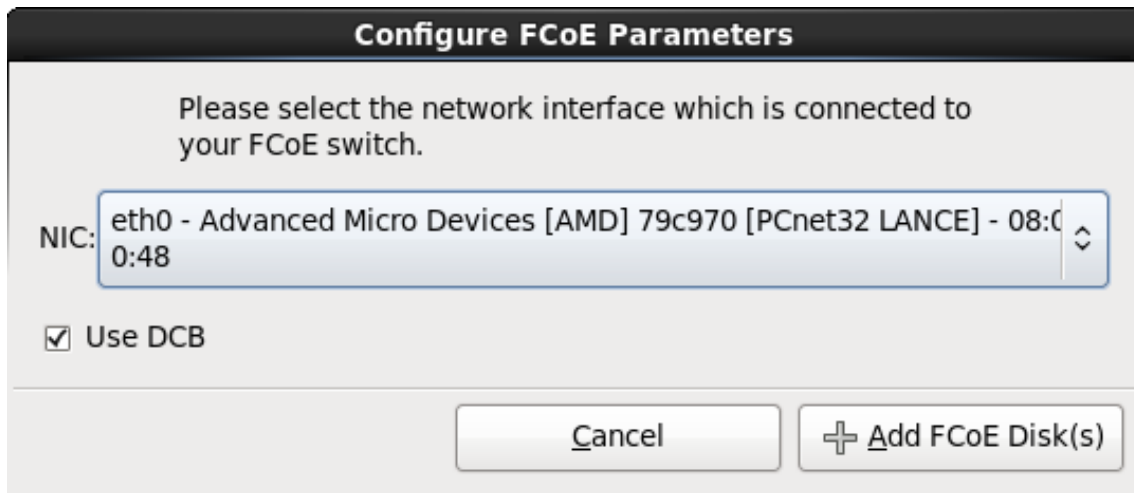 Configure FCoE Parameters
Please select the network interface which is connected to
your FCoE switch.
NIC:
eth0 - Advanced Micro Devices [AMD] 79c970 [PCnet32 LANCE] - 08:0
0:48
Use DCB
Cancel
Add FCoE Disk(s)